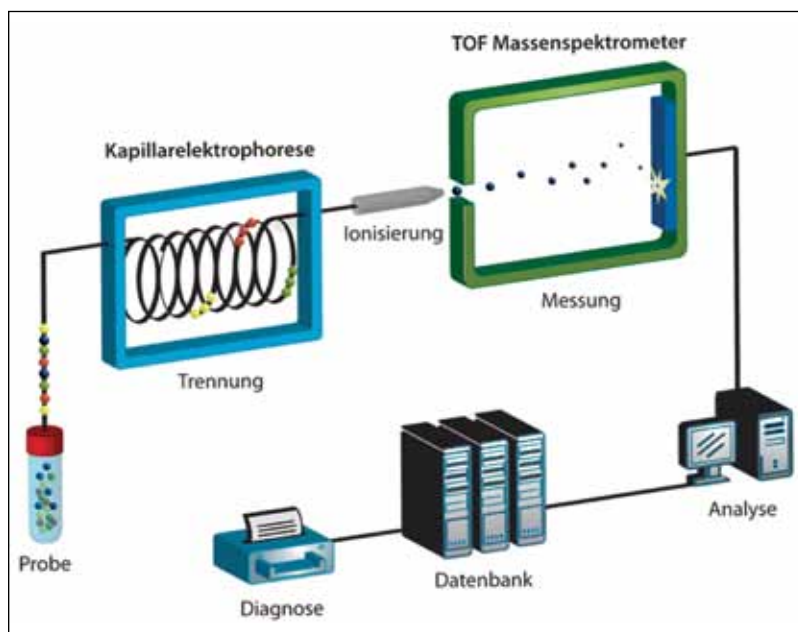 TOF Massenspektrometer
Kapillarelektrophorese
Ionisierung
Messung
Trennung
Probe
Analyse
Datenbank
Diagnose